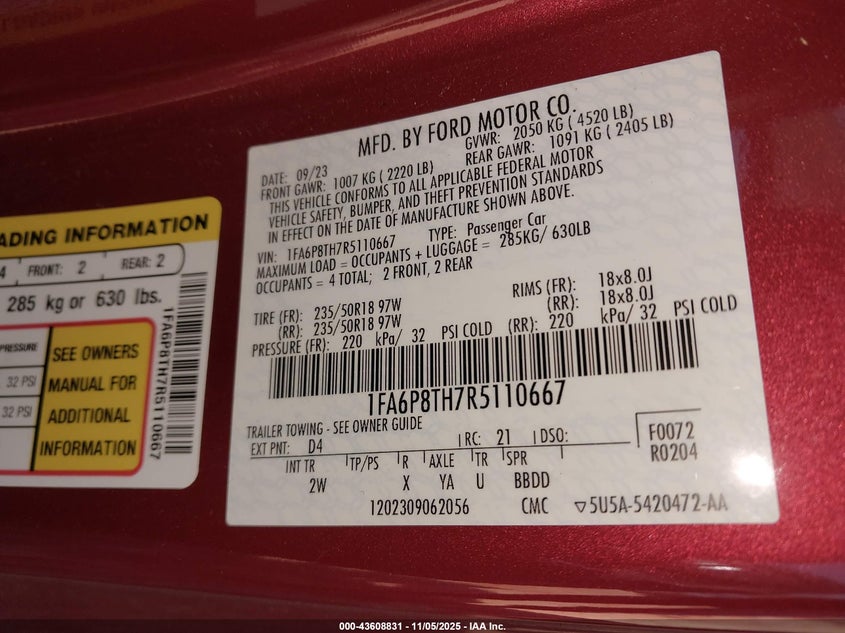 ADING INFORMATION
4 FRONT: 2 REAR: 2
285 kg or 630 lbs.
PRESSURE
32 PSI
32 PSI
SEE OWNERS
MANUAL FOR
ADDITIONAL
INFORMATION
1FA6P8TH7R5110667
MFD. BY FORD MOTOR CO.
DATE: 09/23 GVWR: 2050 KG ( 4520 LB)
FRONT GAWR: 1007 KG ( 2220 LB) REAR GAWR: 1091 KG ( 2405 LB)
THIS VEHICLE CONFORMS TO ALL APPLICABLE FEDERAL MOTOR
VEHICLE SAFETY, BUMPER, AND THEFT PREVENTION STANDARDS
IN EFFECT ON THE DATE OF MANUFACTURE SHOWN ABOVE.
VIN: 1FA6P8TH7R5110667 TYPE: Passenger Car
MAXIMUM LOAD = OCCUPANTS + LUGGAGE = 285KG/ 630LB
OCCUPANTS = 4 TOTAL; 2 FRONT, 2 REAR
TIRE (FR): 235/50R18 97W RIMS (FR): 18x8.0J
(RR): 235/50R18 97W (RR): 18x8.0J
PRESSURE (FR): 220 kPa/ 32 PSI COLD (RR): 220 kPa/ 32 PSI COLD
1FA6P8TH7R5110667
TRAILER TOWING - SEE OWNER GUIDE
EXT PNT: D4 RC: 21 DSO: F0072
R0204
INT TR TP/PS R AXLE TR SPR
2W X YA U BBDD
1202309062056 CMC ▽5U5A-5420472-AA
000-43608831 - 11/05/2025 - IAA Inc.